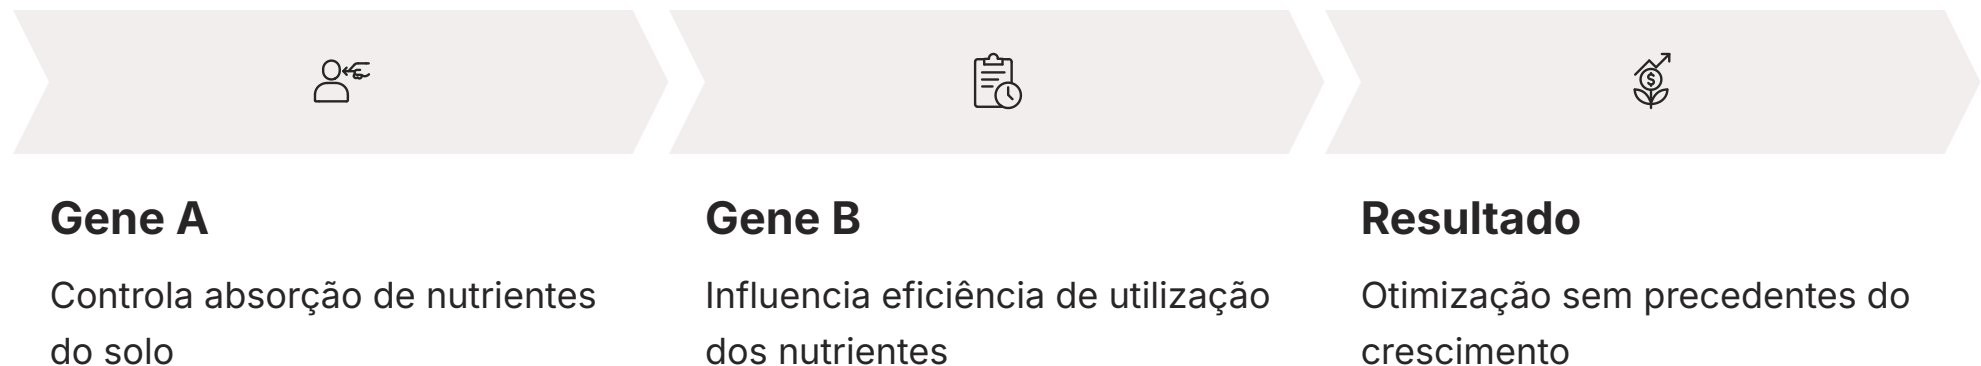 Gene A
Controla absorção de nutrientes
do solo
Gene B
Influencia eficiência de utilização
dos nutrientes
Resultado
Otimização sem precedentes do
crescimento